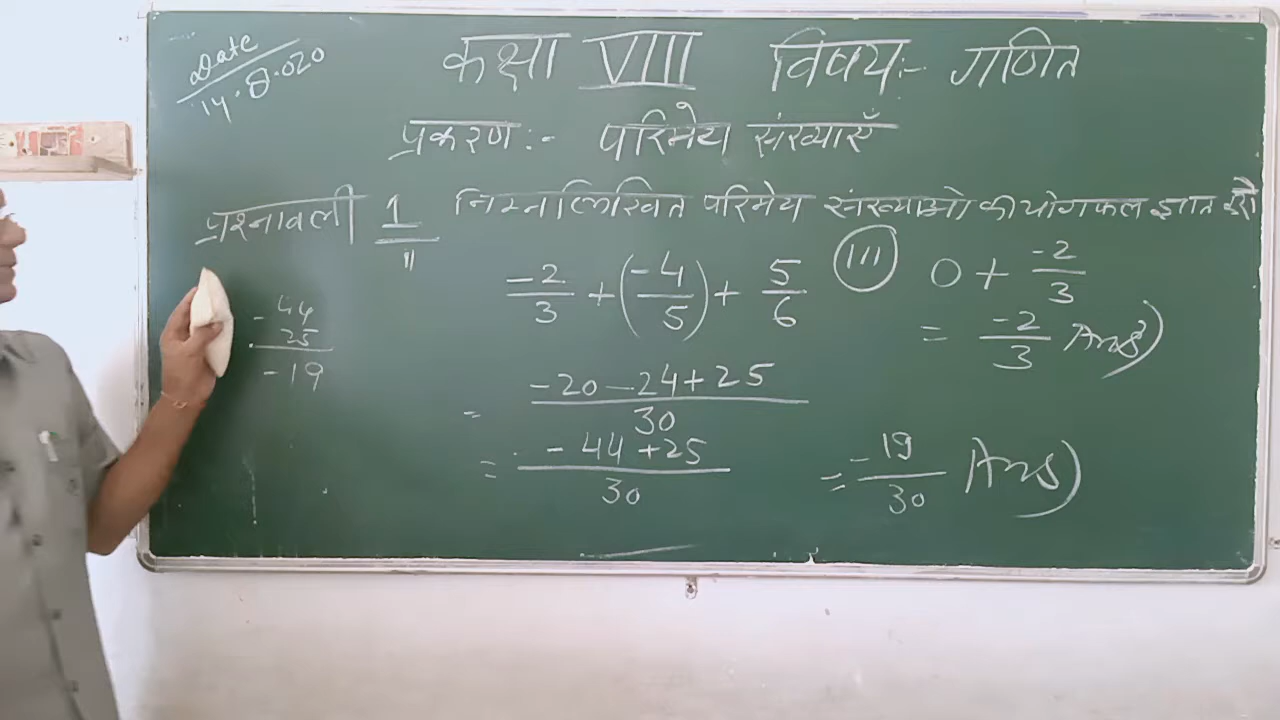 Date
14.8.020
कक्षा VIII विषय:- गणित
प्रकरण:- परिमेय संख्याएँ
प्रश्नावली 1 निम्नलिखित परिमेय संख्याओ की योगफल ज्ञात करो
॥
-2/3 + (-4/5) + 5/6
= -20-24+25/30
= -44+25/30
= -19/30 Ans)
(III) 0 + -2/3
= -2/3 Ans)
-44
25
-19